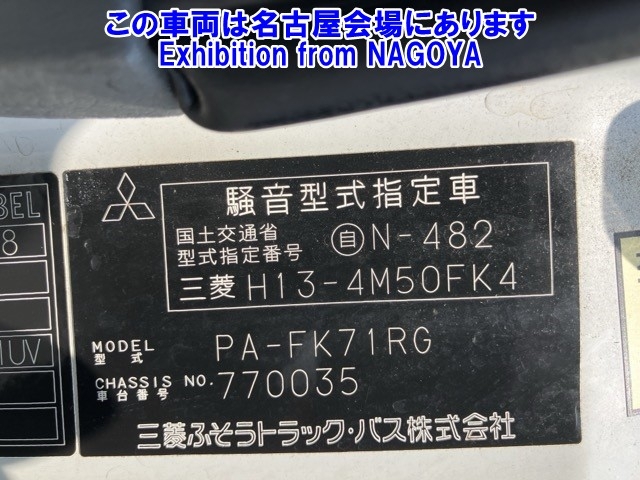 この車両は名古屋会場にあります
Exhibition from NAGOYA
BEL
8
1UV
騒音型式指定車
国土交通省
型式指定番号
自N-482
三菱 H13-4M50FK4
MODEL
型式
PA-FK71RG
CHASSIS NO.
車台番号
770035
三菱ふそうトラック・バス株式会社